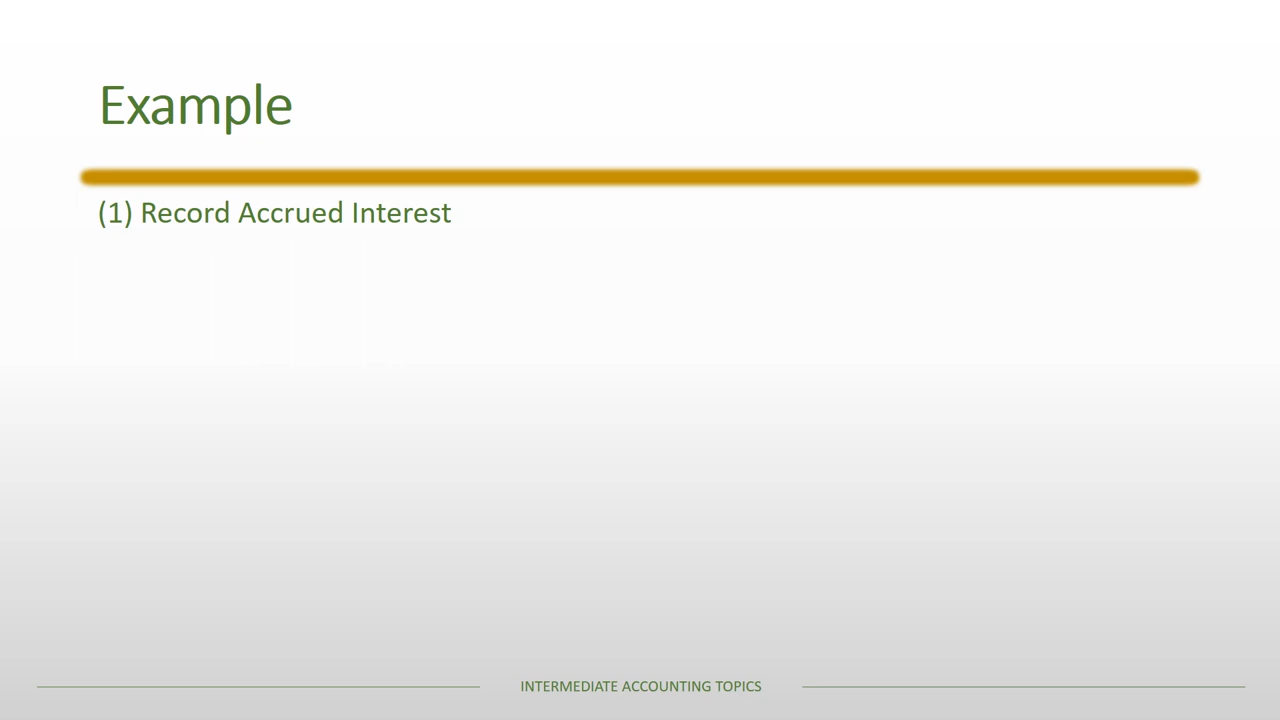 Example
(1) Record Accrued Interest
INTERMEDIATE ACCOUNTING TOPICS